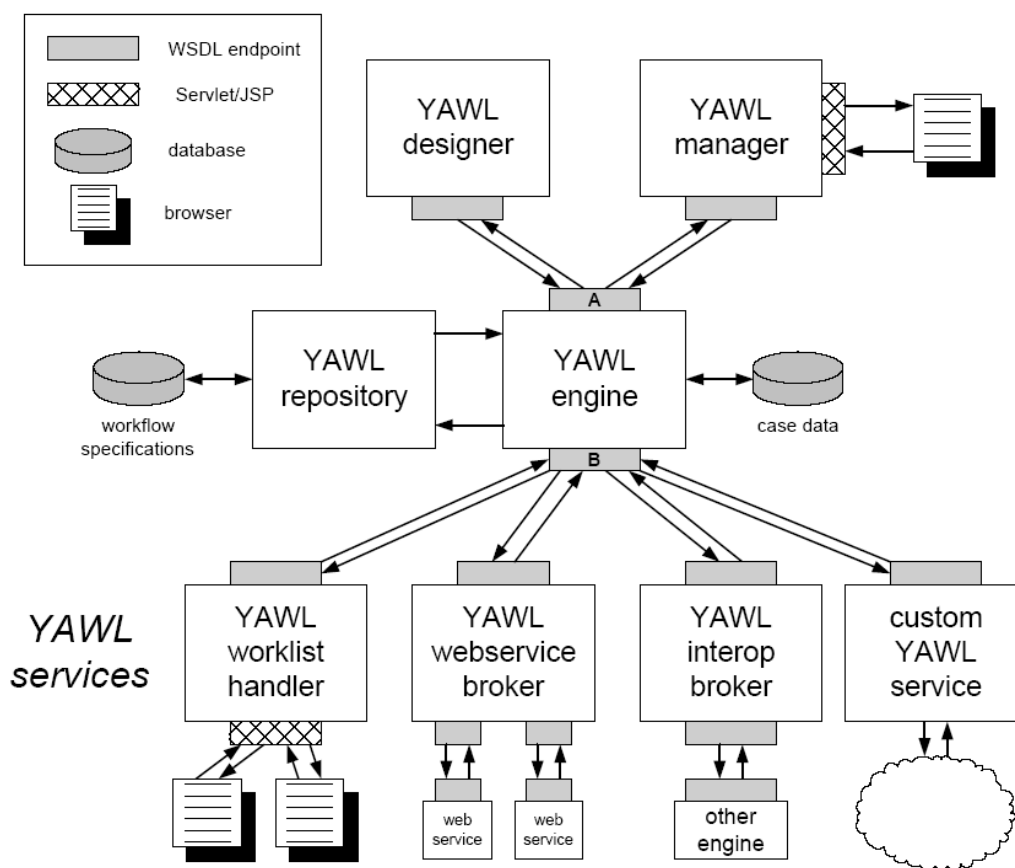 WSDL endpoint
Servlet/JSP
database
browser
YAWL
designer
YAWL
manager
A
YAWL
repository
YAWL
engine
workflow
specifications
case data
B
YAWL
services
YAWL
worklist
handler
YAWL
webservice
broker
YAWL
interop
broker
custom
YAWL
service
web
service
web
service
other
engine